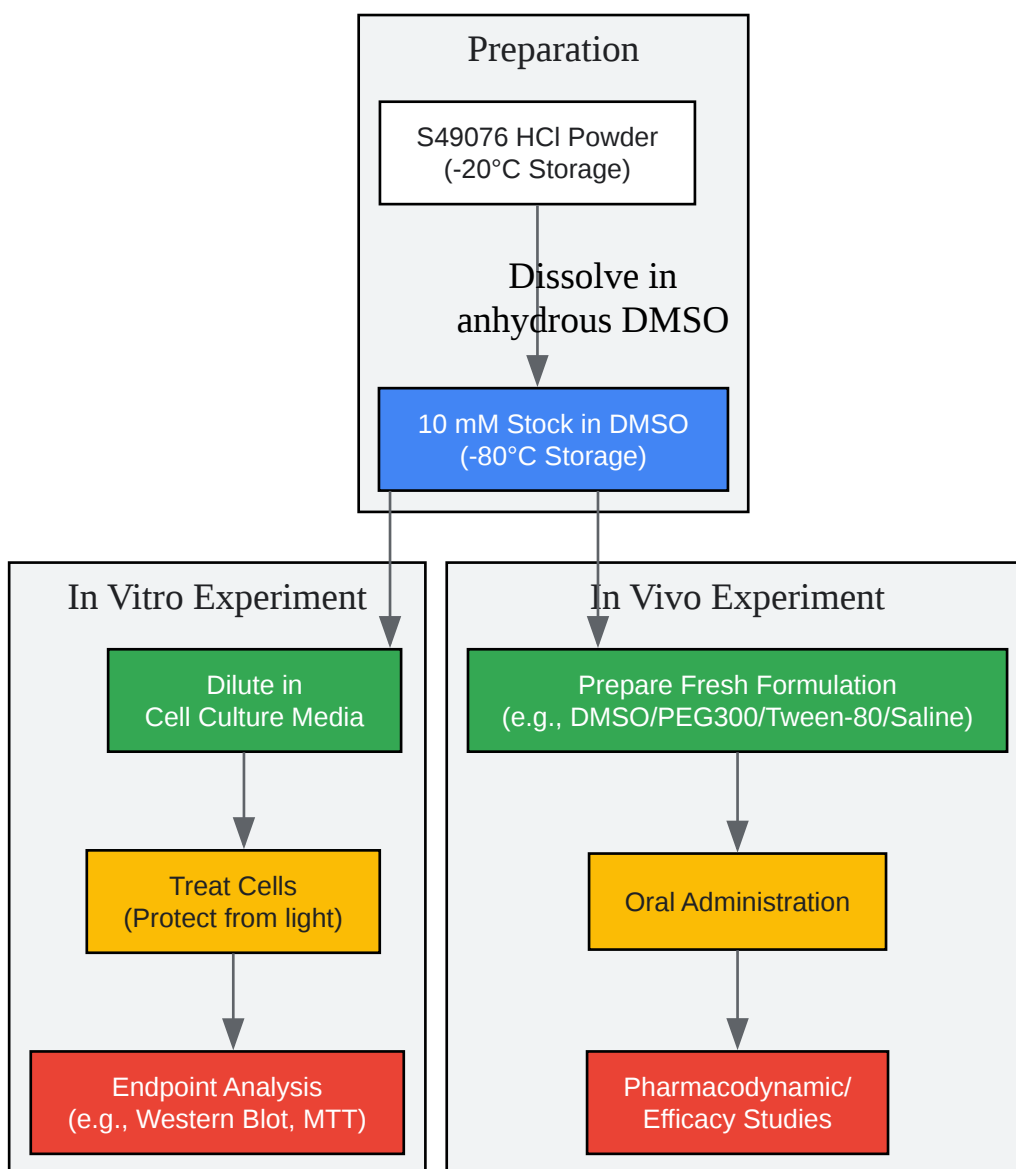 Preparation
S49076 HCl Powder
(-20°C Storage)
Dissolve in
anhydrous DMSO
10 mM Stock in DMSO
(-80°C Storage)
In Vitro Experiment
Dilute in
Cell Culture Media
Treat Cells
(Protect from light)
Endpoint Analysis
(e.g., Western Blot, MTT)
In Vivo Experiment
Prepare Fresh Formulation
(e.g., DMSO/PEG300/Tween-80/Saline)
Oral Administration
Pharmacodynamic/
Efficacy Studies